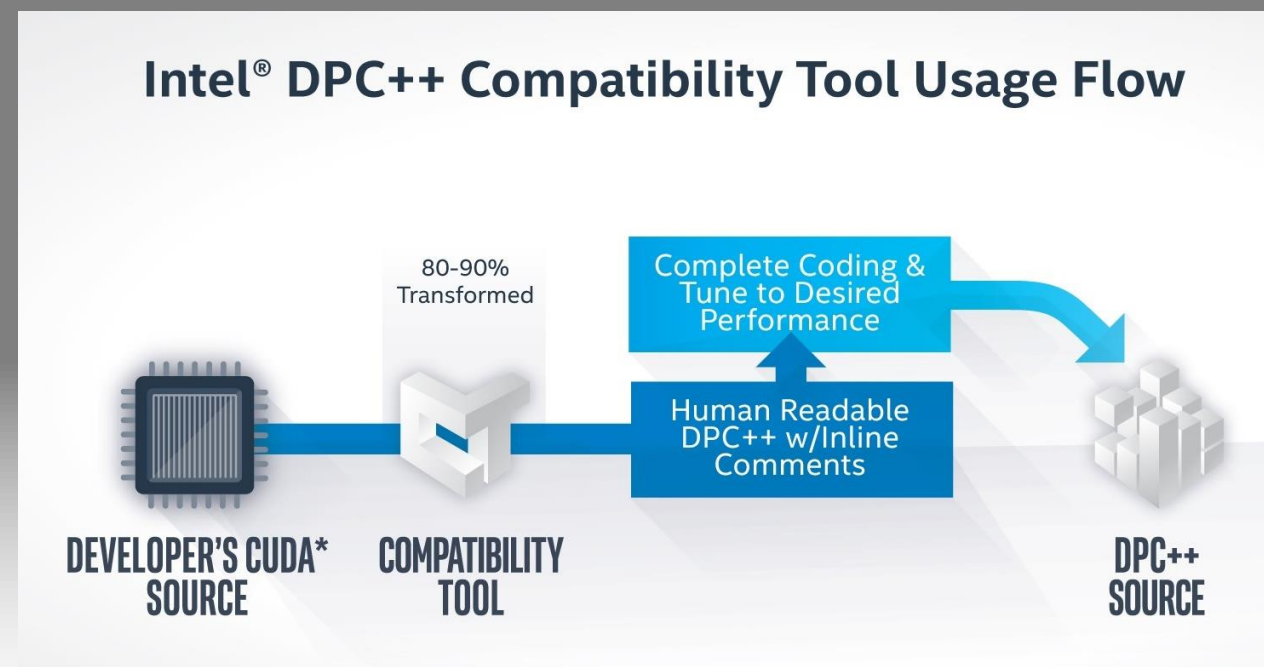 Intel® DPC++ Compatibility Tool Usage Flow
80-90%
Transformed
Complete Coding &
Tune to Desired
Performance
Human Readable
DPC++ w/Inline
Comments
DEVELOPER'S CUDA*
SOURCE
COMPATIBILITY
TOOL
DPC++
SOURCE